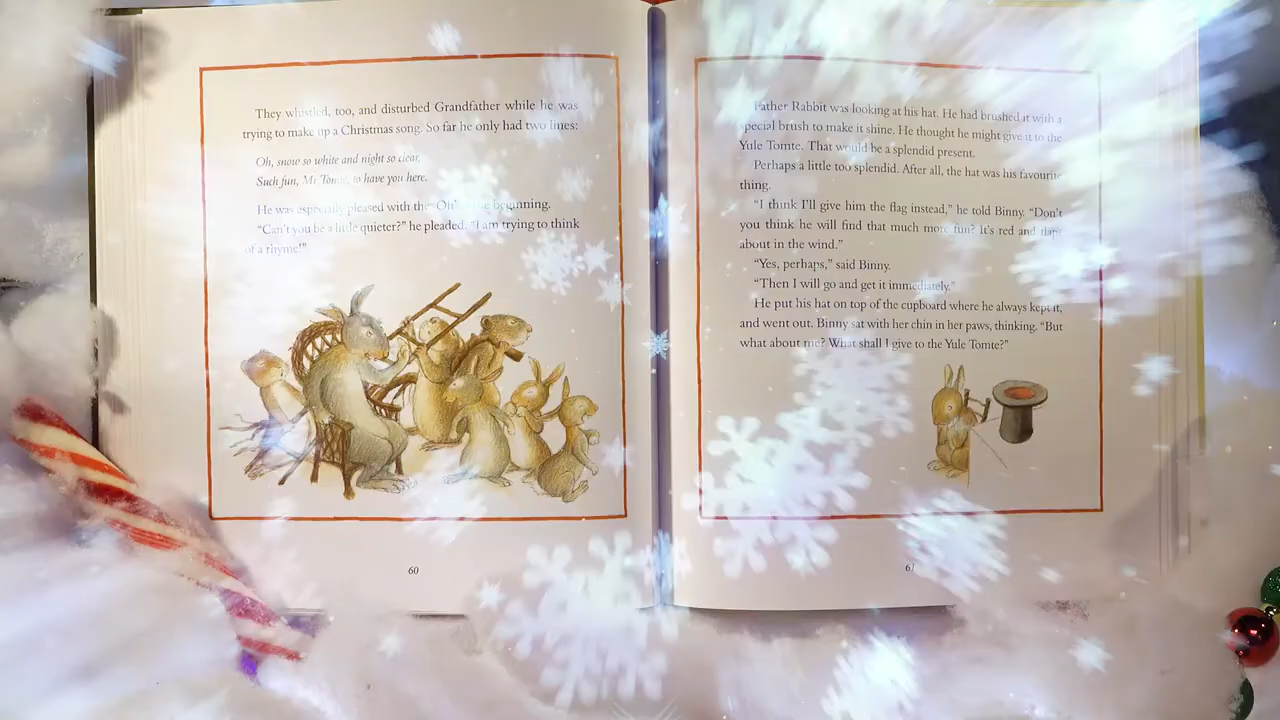 They whistled, too, and disturbed Grandfather while he was
trying to make up a Christmas song. So far he only had two lines:
Oh, snow so white and night so clear,
Such fun, Mr Tomte, to have you here.
He was especially pleased with the “Oh” the beginning.
“Can’t you be a little quieter?” he pleaded. “I am trying to think
of a rhyme!”
60
Father Rabbit was looking at his hat. He had brushed it with a
special brush to make it shine. He thought he might give it to the
Yule Tomte. That would be a splendid present.
Perhaps a little too splendid. After all, the hat was his favourite
thing.
“I think I’ll give him the flag instead,” he told Binny. “Don’t
you think he will find that much more fun? It’s red and flaps
about in the wind.”
“Yes, perhaps,” said Binny.
“Then I will go and get it immediately.”
He put his hat on top of the cupboard where he always kept it,
and went out. Binny sat with her chin in her paws, thinking. “But
what about me? What shall I give to the Yule Tomte?”
61